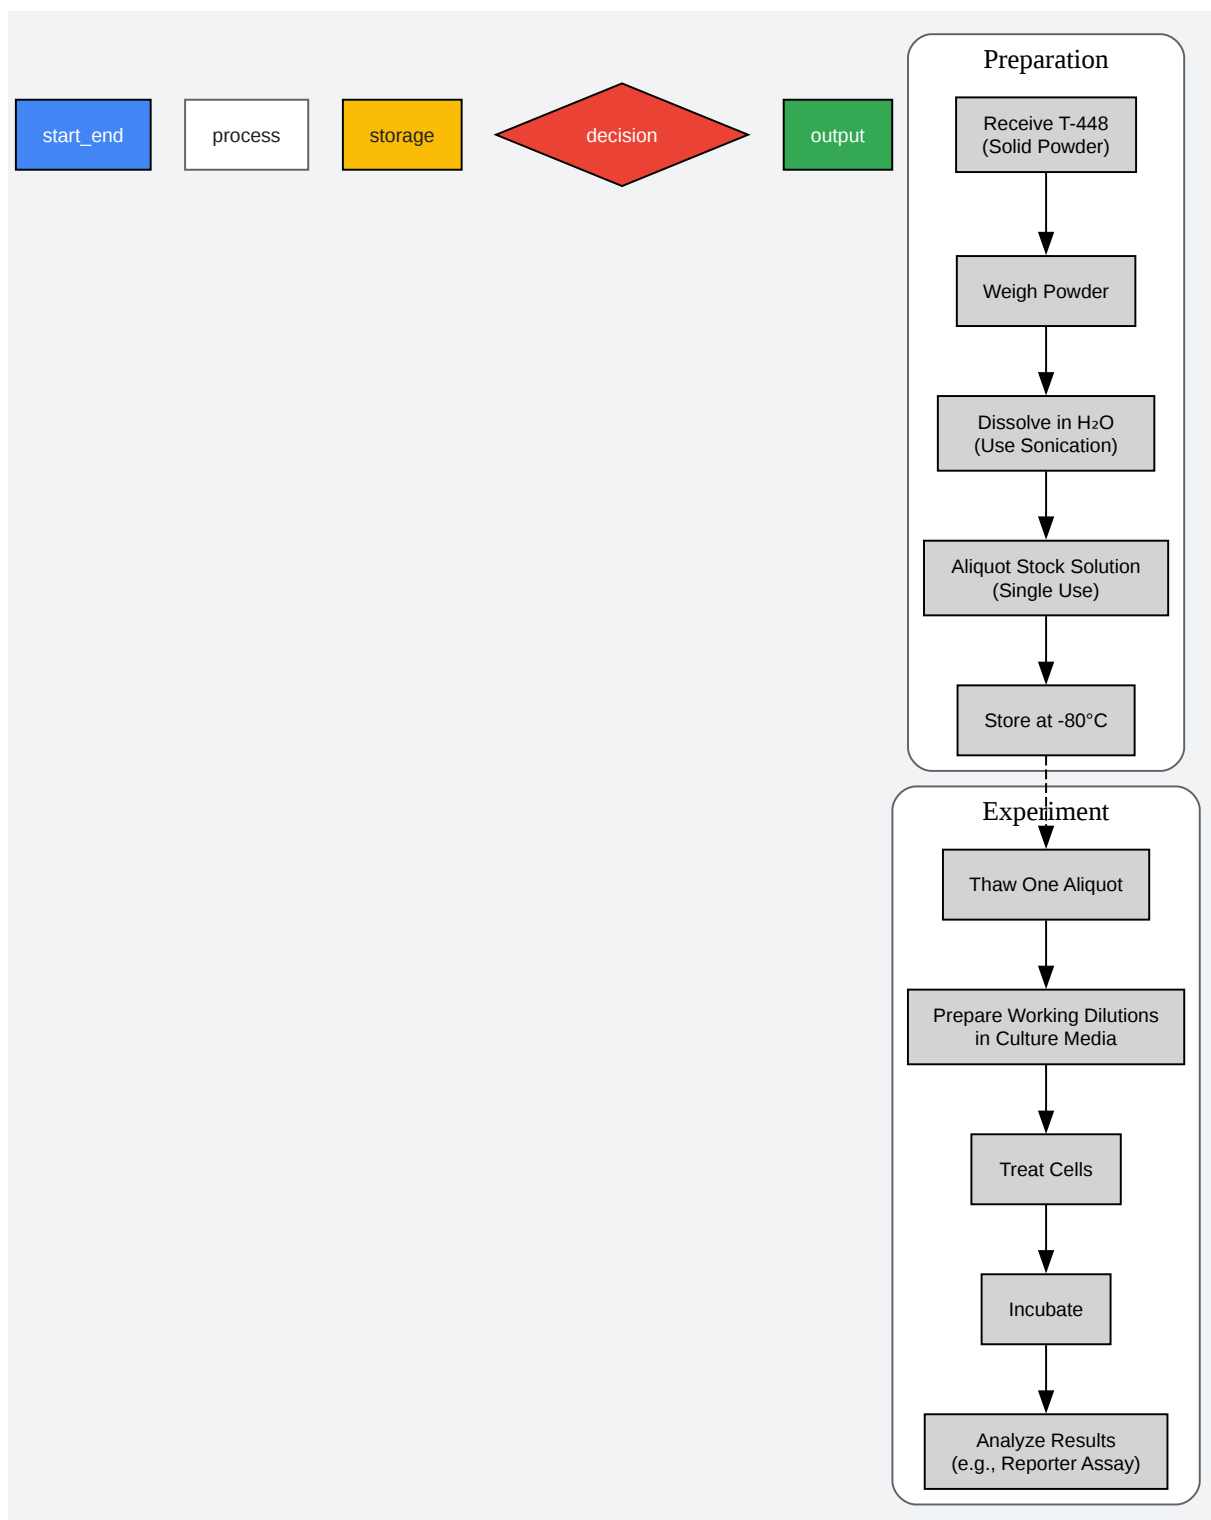 start_end
process
storage
decision
output
Preparation
Receive T-448
(Solid Powder)
Weigh Powder
Dissolve in H₂O
(Use Sonication)
Aliquot Stock Solution
(Single Use)
Store at -80°C
Experiment
Thaw One Aliquot
Prepare Working Dilutions
in Culture Media
Treat Cells
Incubate
Analyze Results
(e.g., Reporter Assay)